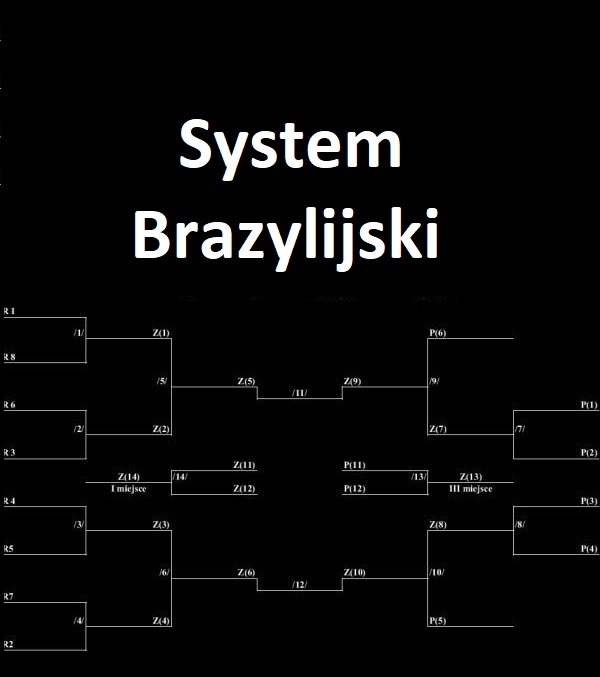 System
Brazylijski
R 1
/1/ Z(1) P(6)
R 8
/5/ Z(5) /11/ Z(9) /9/
R 6 P(1)
/2/ Z(2) Z(7) /7/
R 3 P(2)
Z(11) P(11)
Z(14) /14/ /13/ Z(13)
I miejsce Z(12) P(12) III miejsce
R 4 P(3)
/3/ Z(3) Z(8) /8/
R5 P(4)
/6/ Z(6) /12/ Z(10) /10/
R7
/4/ Z(4) P(5)
R2